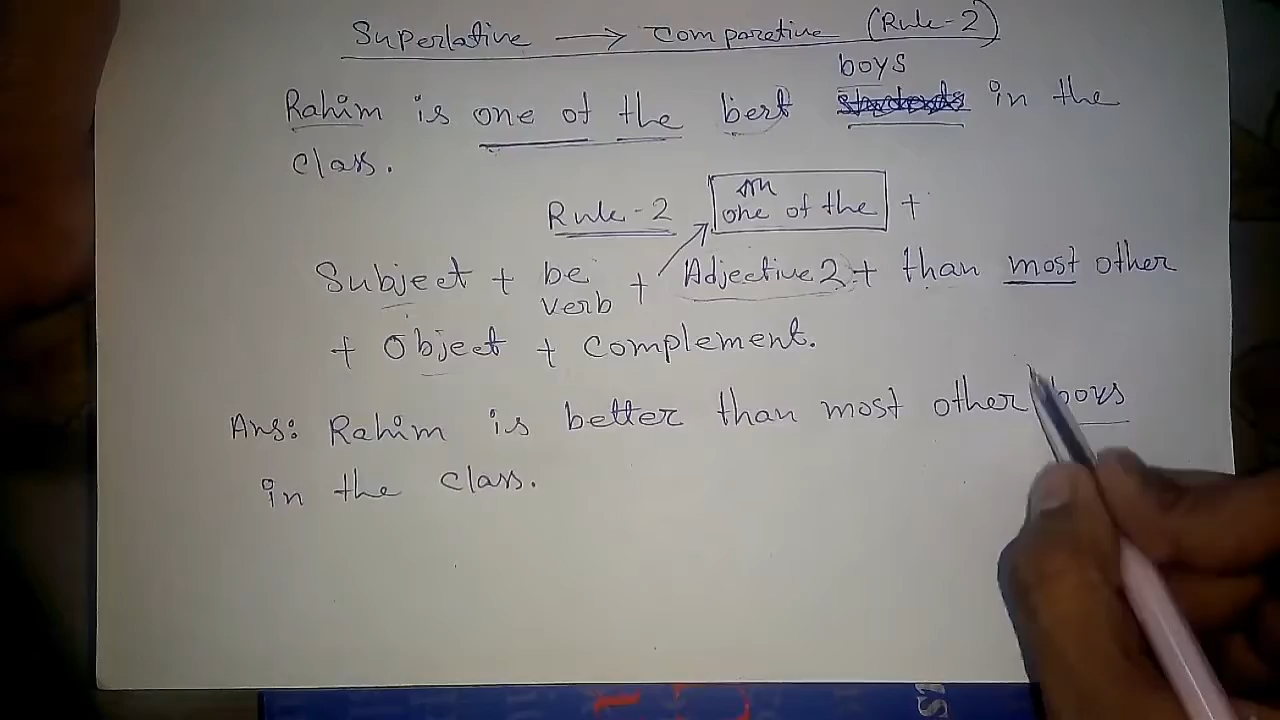 Superlative → Comparetive (Rule-2)
boys
Rahim is one of the best in the
class.
Rule-2 one of the +
Subject + be verb + Adjective 2 + than most other
+ Object + Complement.
Ans: Rahim is better than most other boys
in the class.